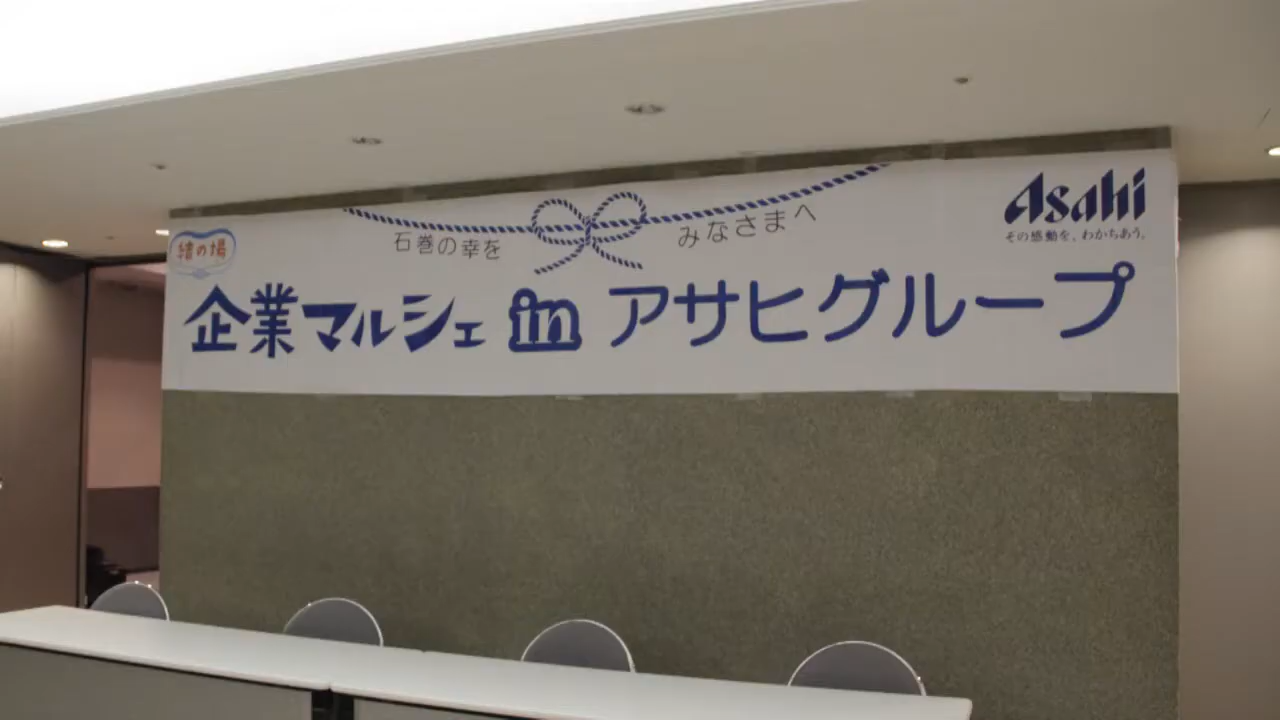 石巻の幸を みなさまへ
Asahi
その感動を、わかちあう。
結の場
企業マルシェ in アサヒグループ